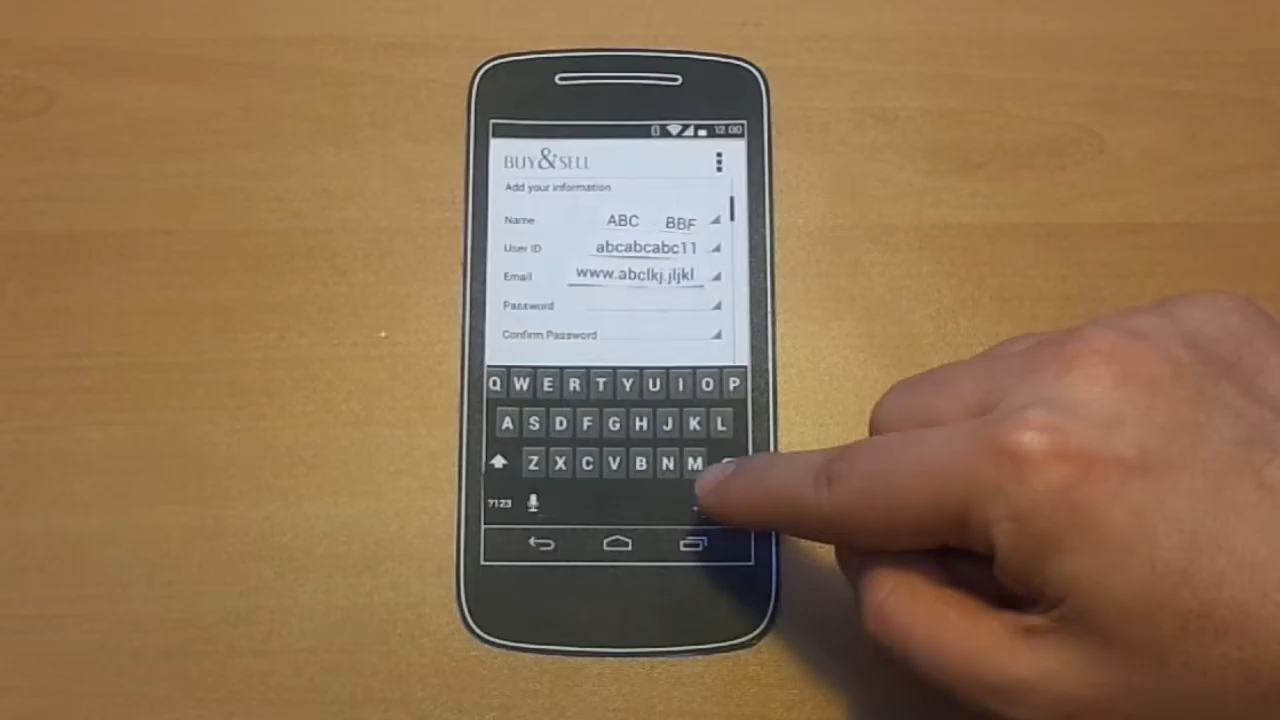 12 00
BUY&SELL
Add your information
Name ABC BBF
User ID abcabcabc11
Email www.abclkj.jljkl
Password
Confirm Password
Q W E R T Y U I O P
A S D F G H J K L
Z X C V B N M
?123